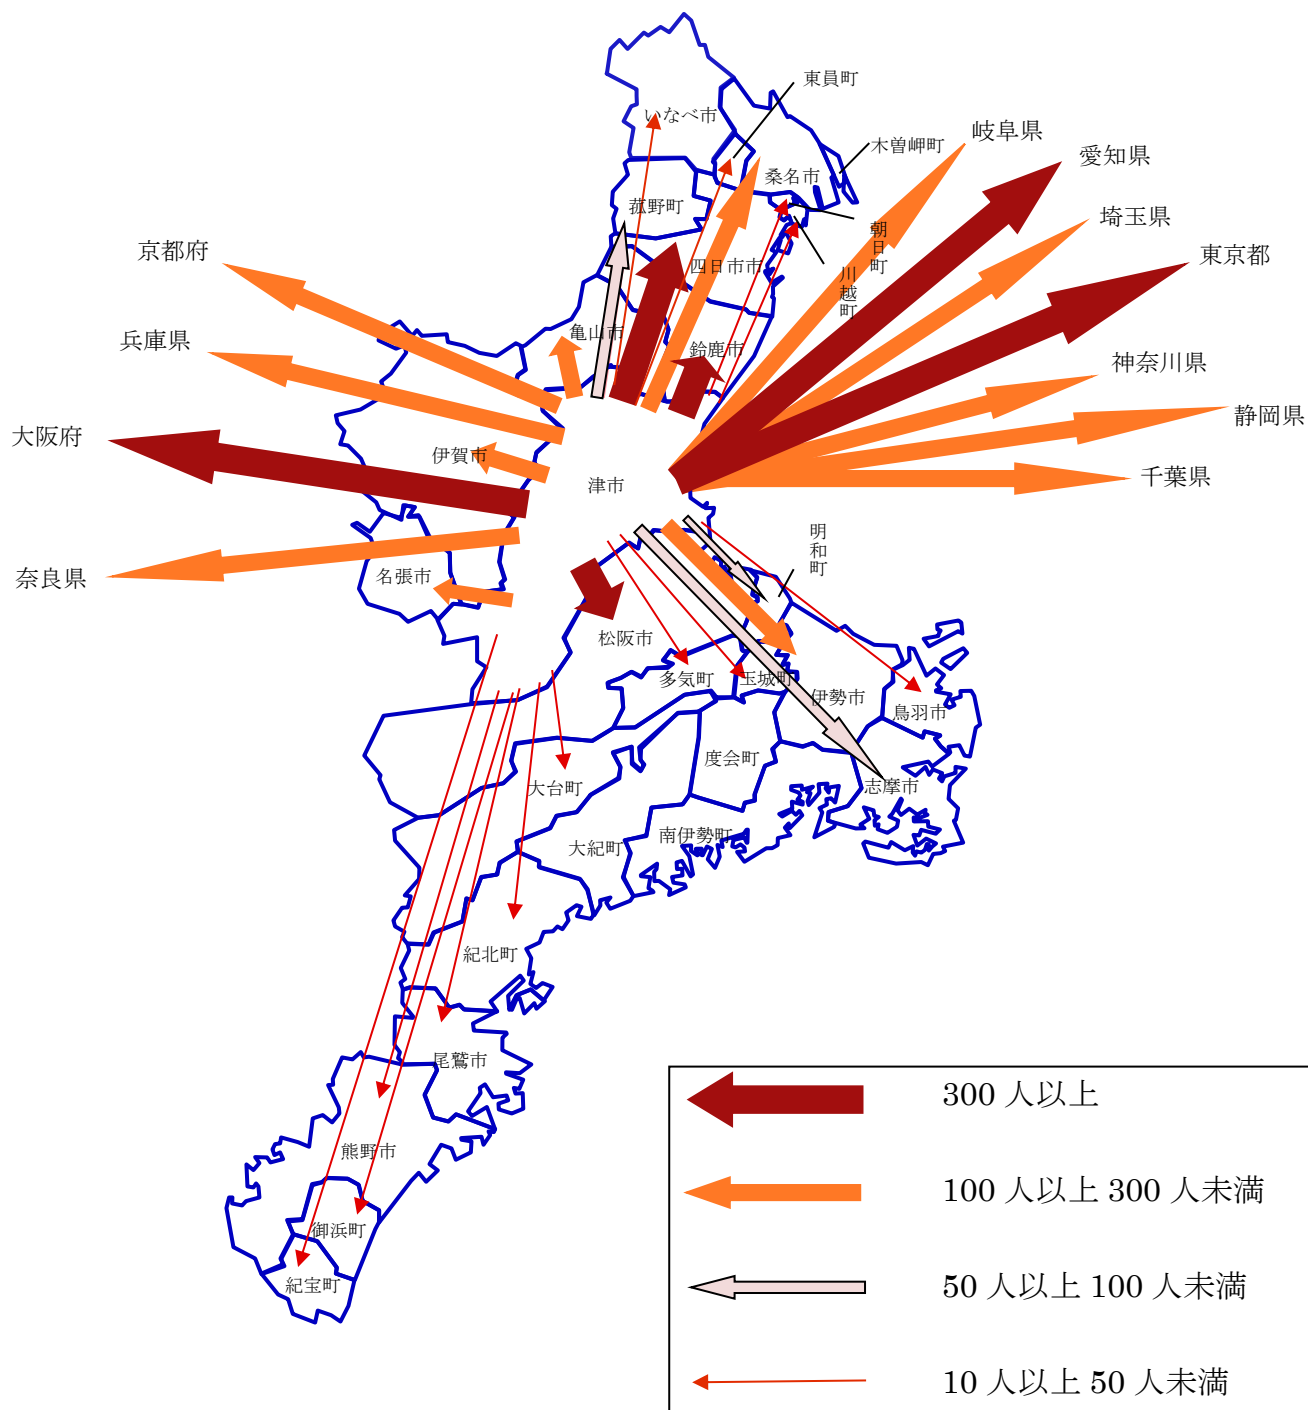 東員町
いなべ市
岐阜県
木曽岬町
愛知県
桑名市
菰野町
埼玉県
朝日町
京都府
東京都
四日市市
川越町
兵庫県
亀山市
鈴鹿市
神奈川県
静岡県
大阪府
伊賀市
千葉県
津市
明和町
奈良県
名張市
松阪市
多気町
玉城町
伊勢市
鳥羽市
度会町
大台町
志摩市
南伊勢町
大紀町
紀北町
尾鷲市
熊野市
御浜町
紀宝町
300 人以上
100 人以上 300 人未満
50 人以上 100 人未満
10 人以上 50 人未満